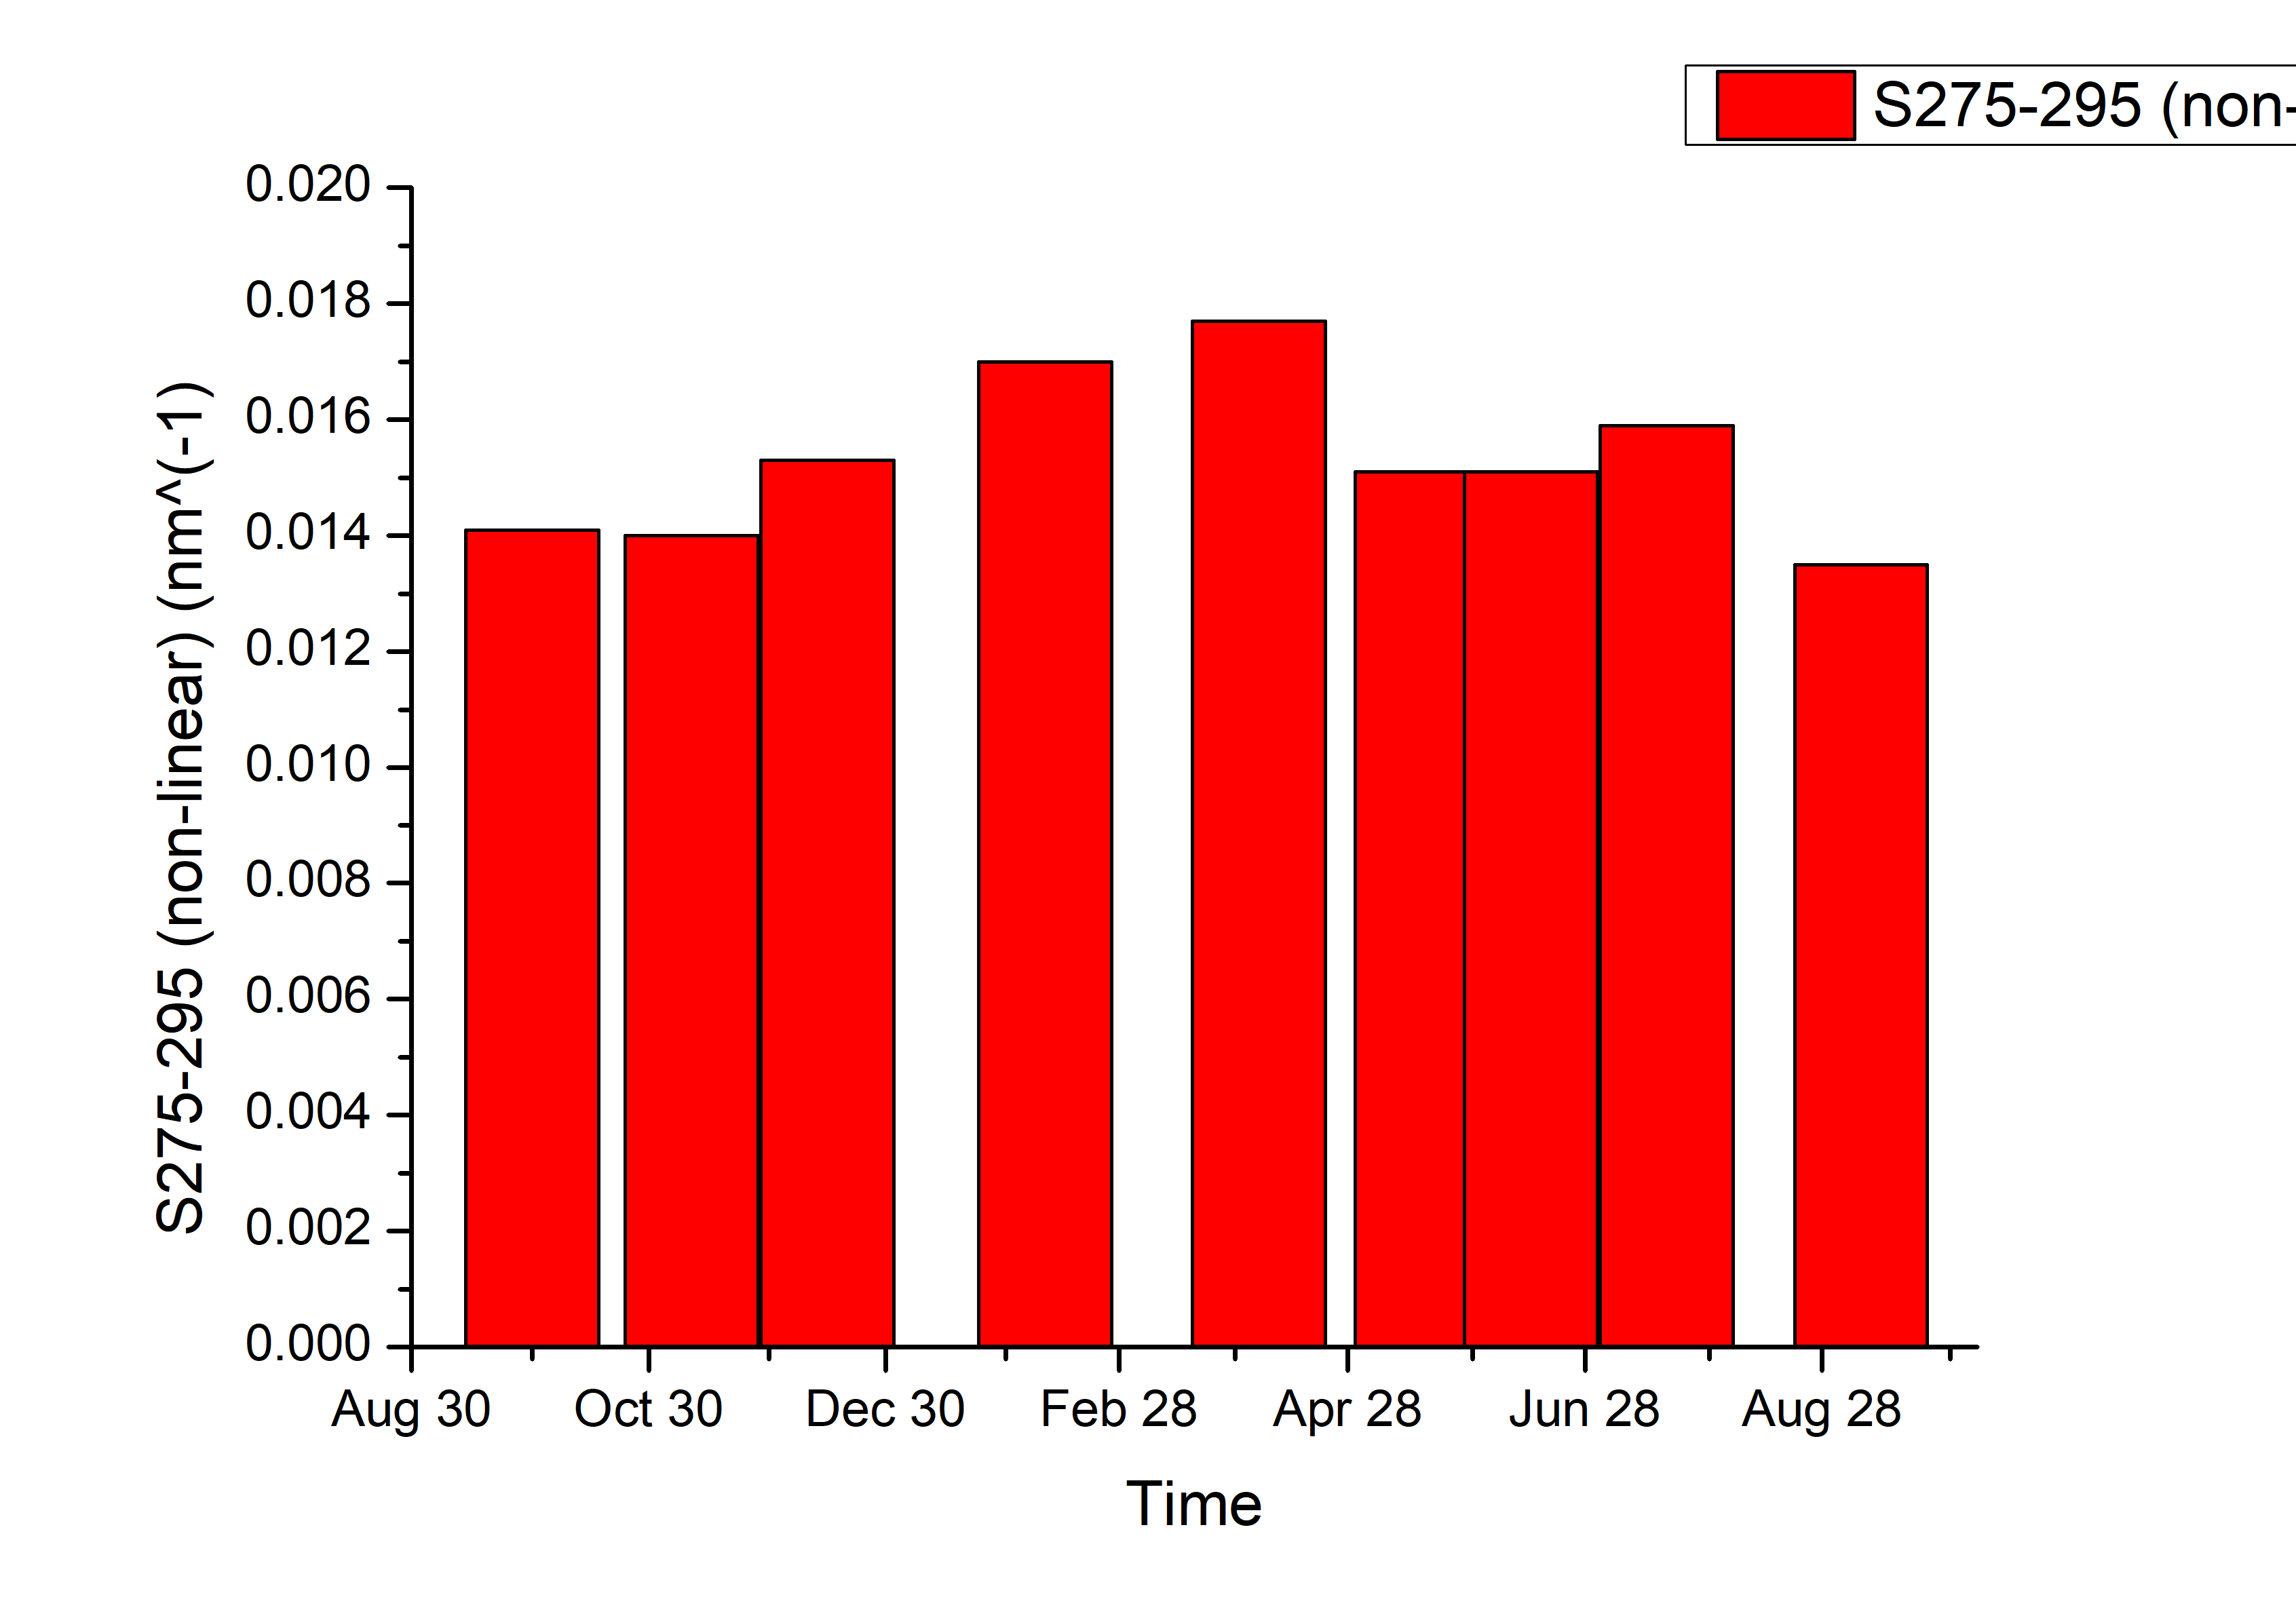 S275-295 (non-
0.020
0.018
0.016
0.014
0.012
0.010
0.008
0.006
0.004
0.002
0.000
S275-295 (non-linear) (nm^(-1)
Aug 30 Oct 30 Dec 30 Feb 28 Apr 28 Jun 28 Aug 28
Time